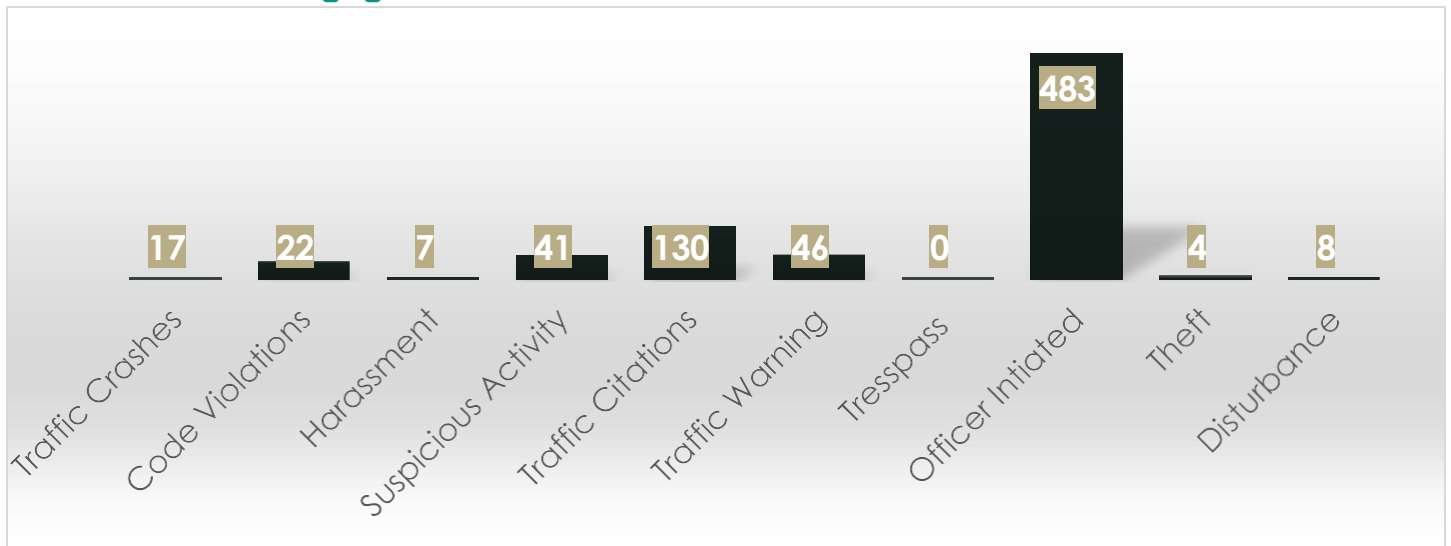 483
17
22
7
41
130
46
0
4
8
Traffic Crashes
Code Violations
Harassment
Suspicious Activity
Traffic Citations
Traffic Warning
Tresspass
Officer Intiated
Theft
Disturbance